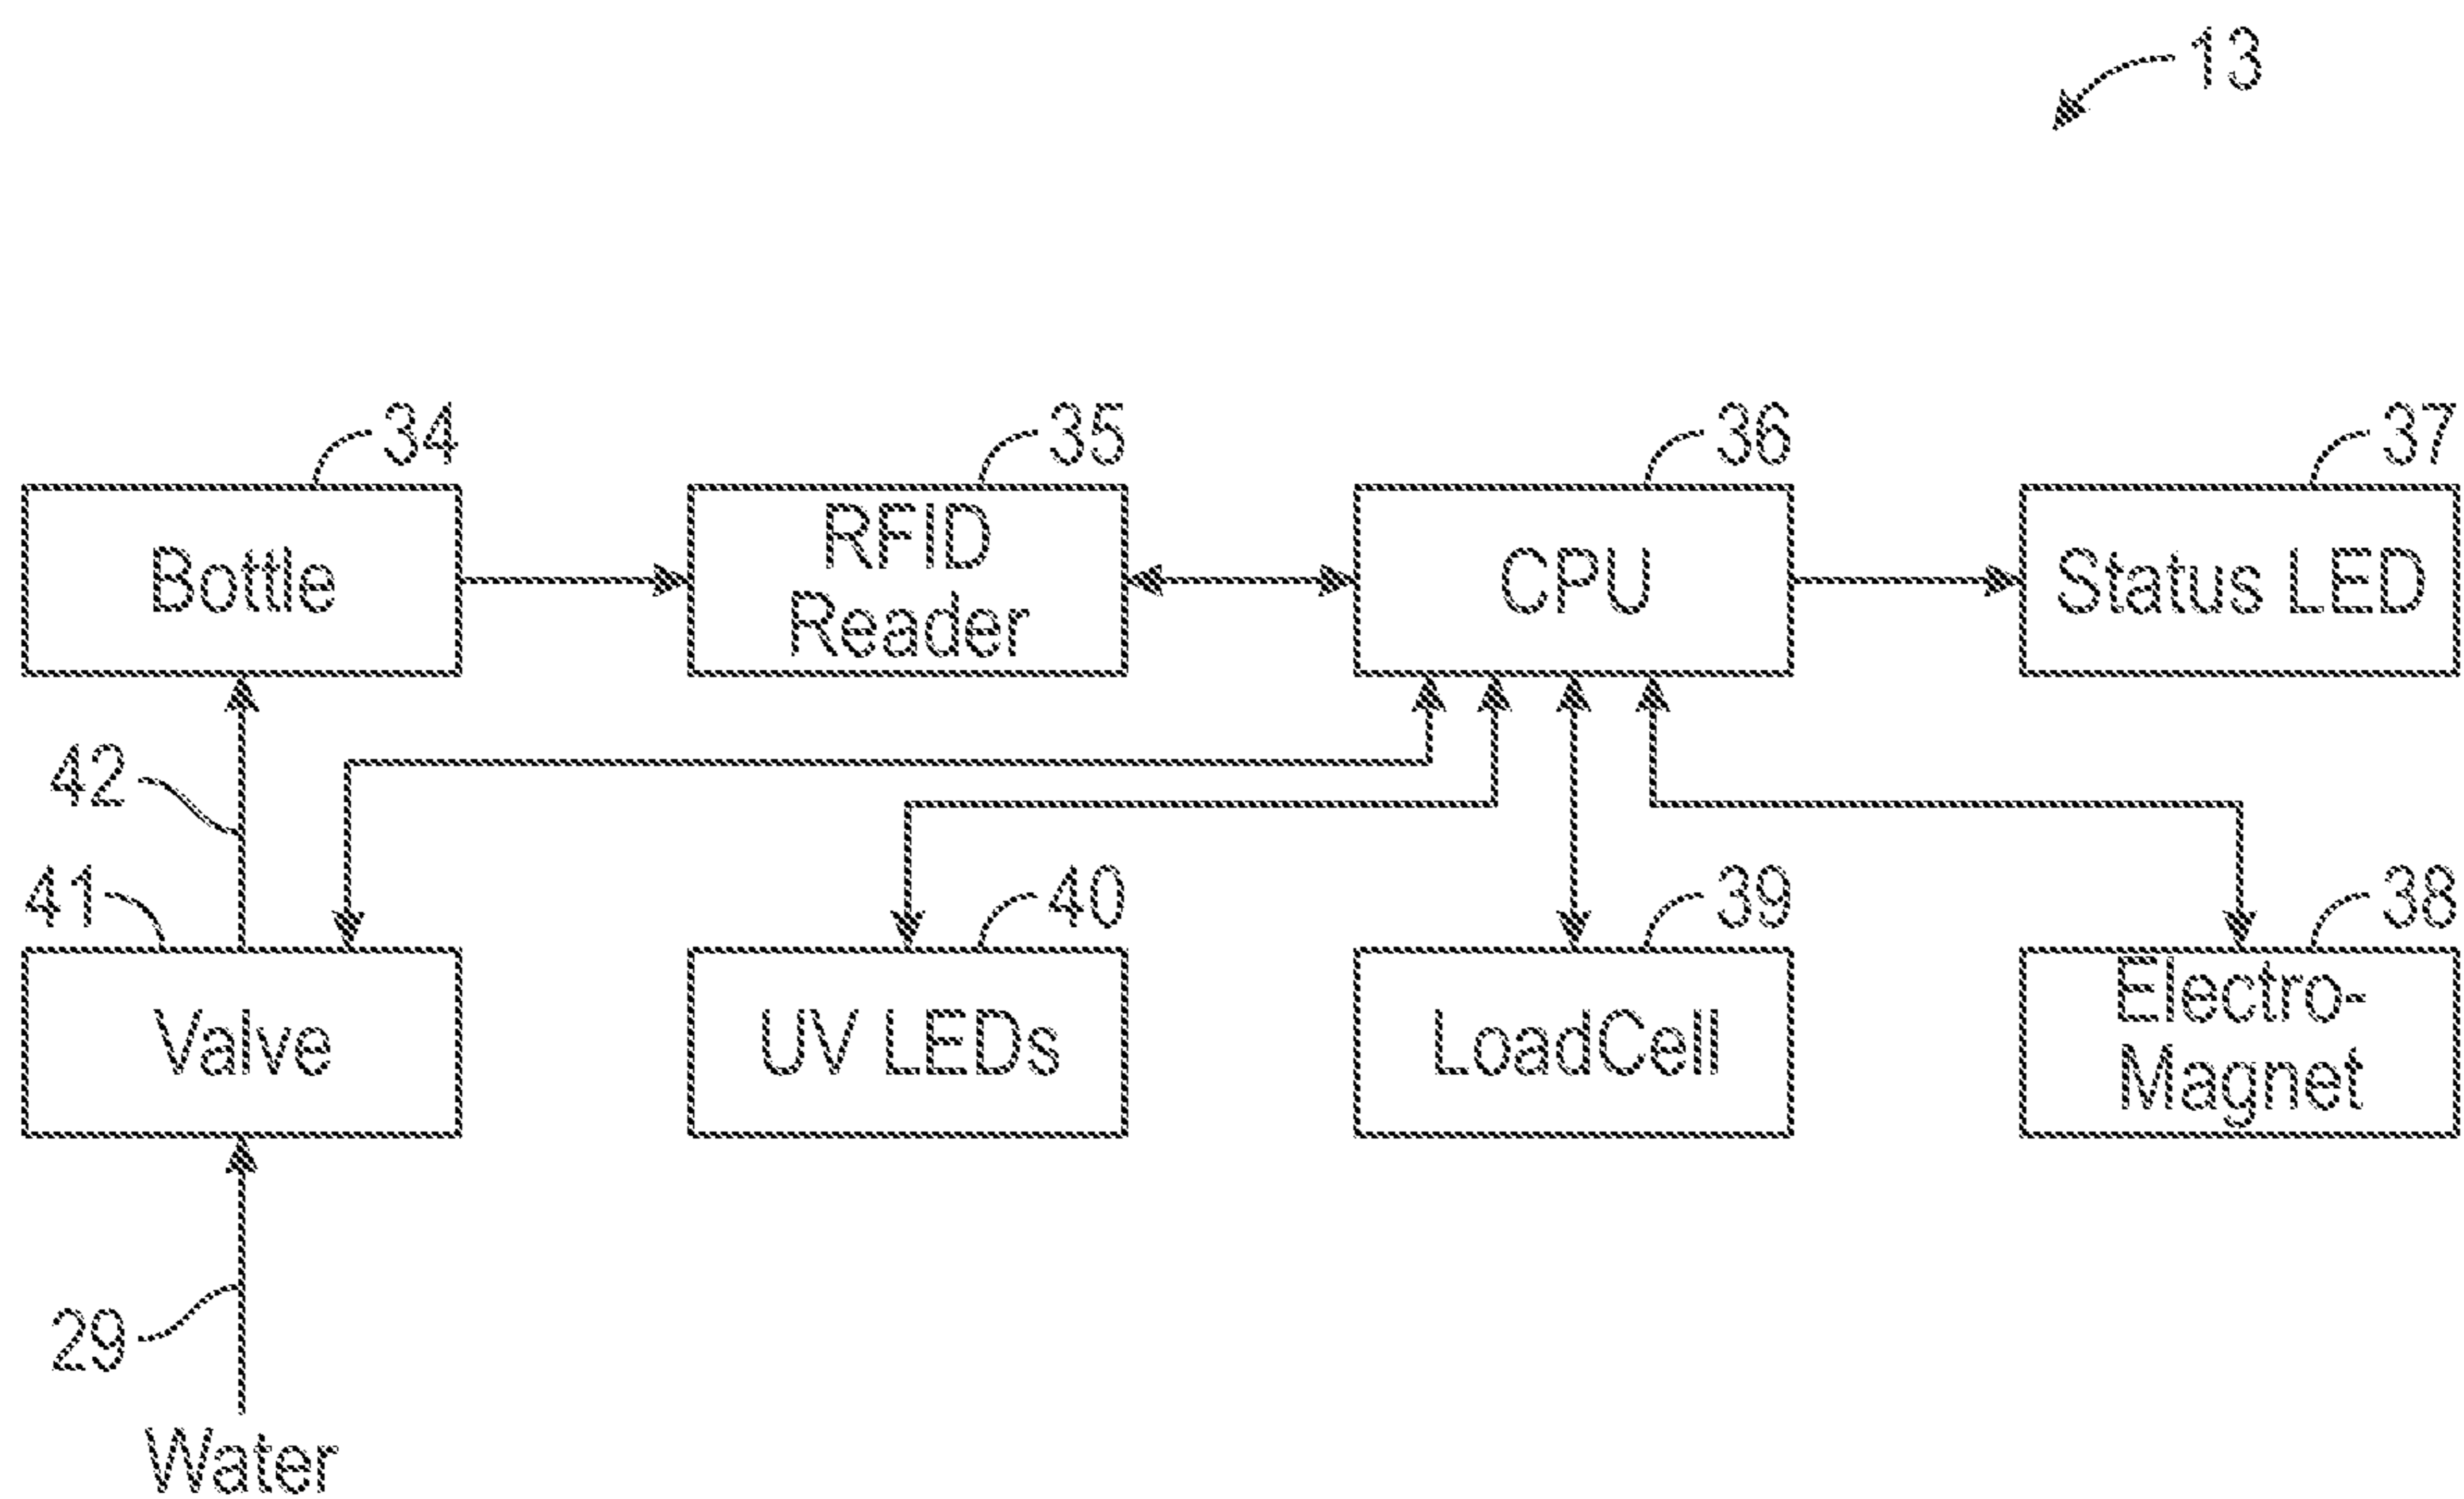 13
34
35
36
37
Bottle
RFID
Reader
CPU
Status LED
42
41
40
39
38
Valve
UV LEDs
LoadCell
Electro-
Magnet
29
Water